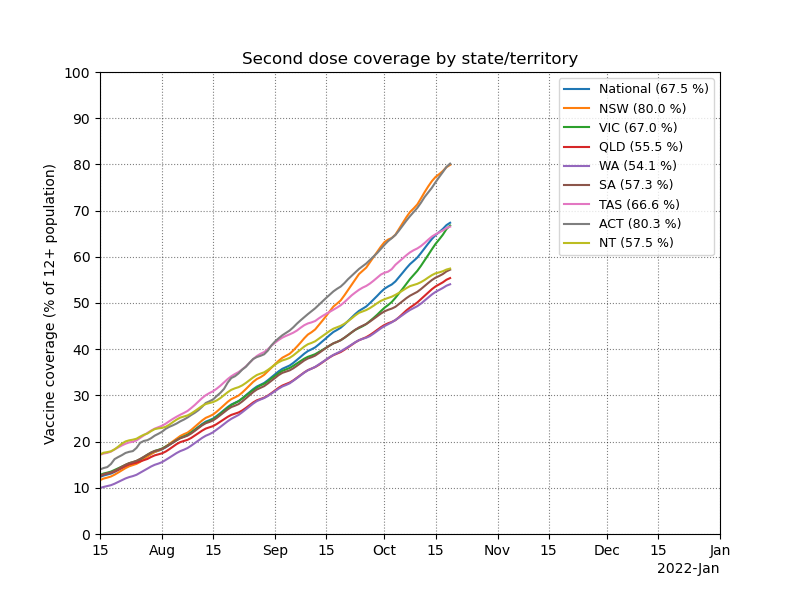 Second dose coverage by state/territory
Vaccine coverage (% of 12+ population)
100
90
80
70
60
50
40
30
20
10
0
National (67.5 %)
NSW (80.0 %)
VIC (67.0 %)
QLD (55.5 %)
WA (54.1 %)
SA (57.3 %)
TAS (66.6 %)
ACT (80.3 %)
NT (57.5 %)
15 Aug 15 Sep 15 Oct 15 Nov 15 Dec 15 Jan
2022-Jan